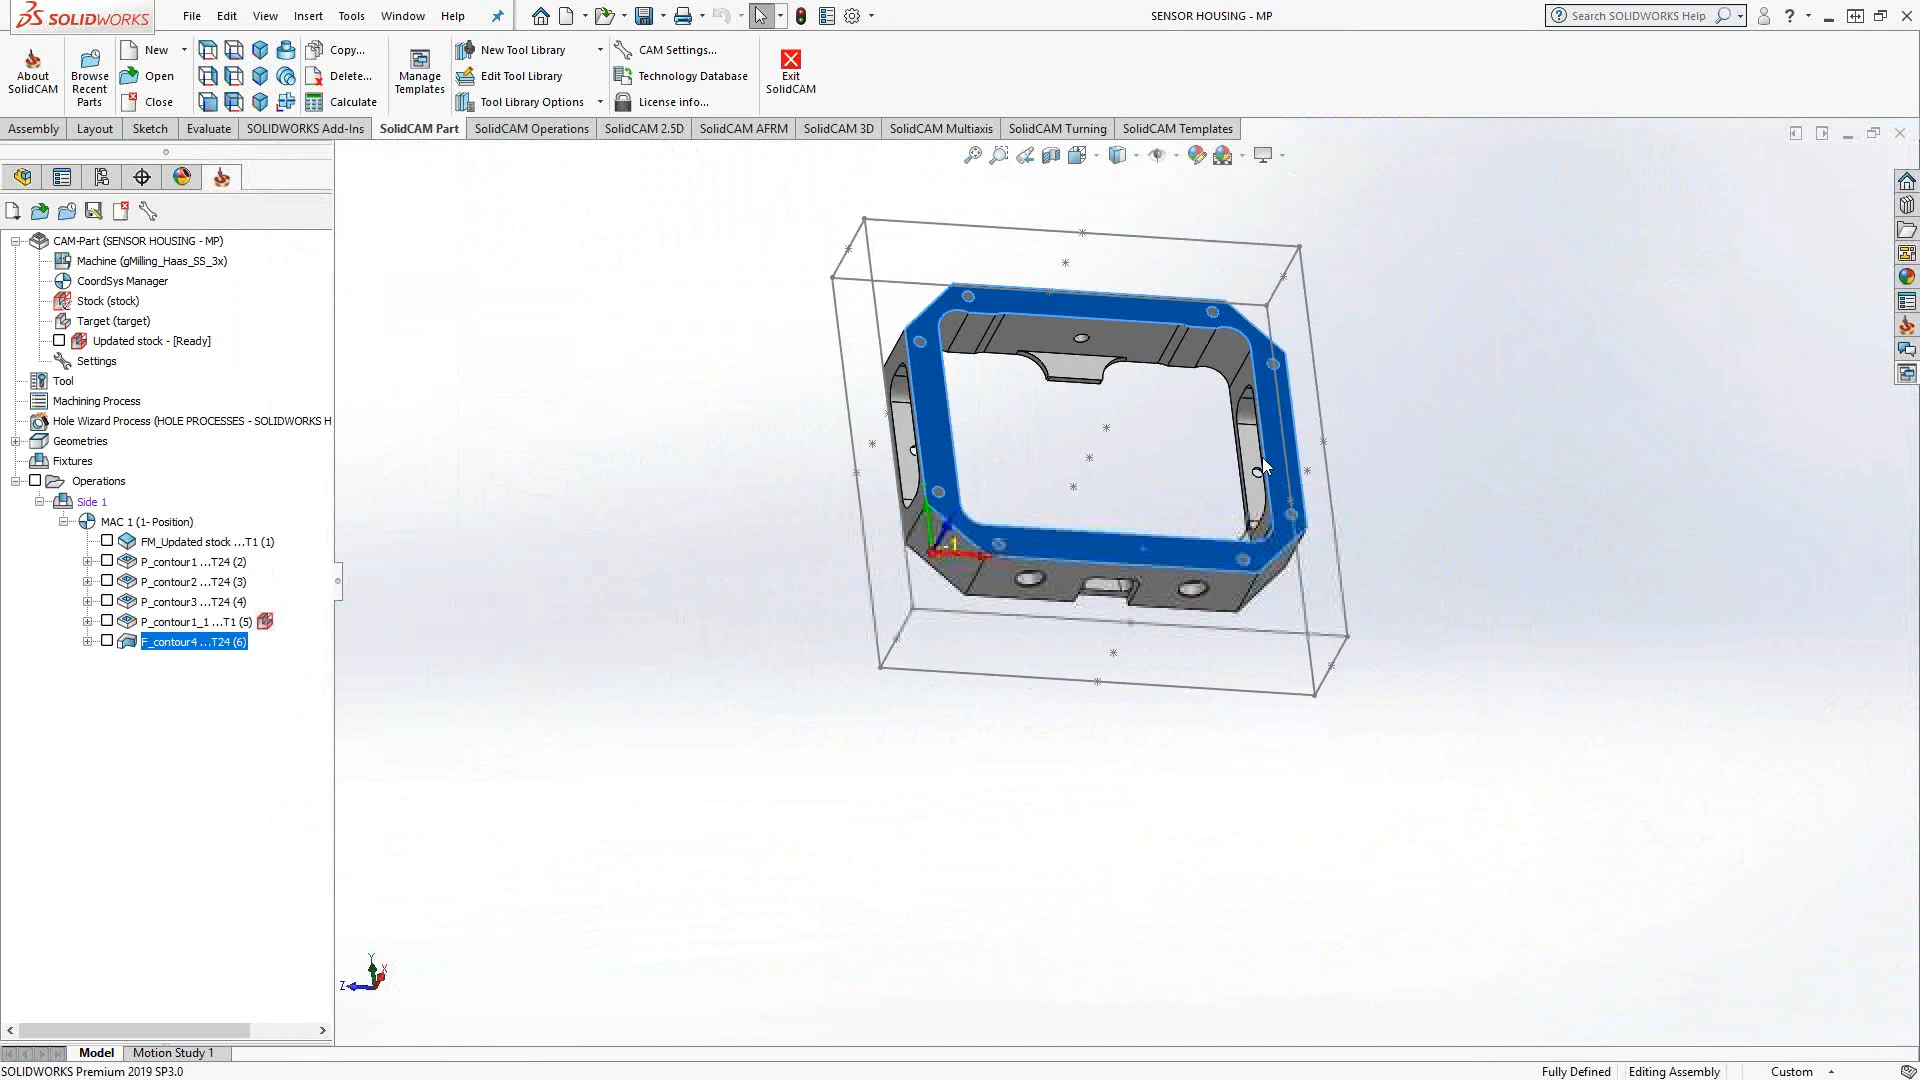 SOLIDWORKS
File Edit View Insert Tools Window Help
SENSOR HOUSING - MP
Search SOLIDWORKS Help
About SolidCAM
Browse Recent Parts
New
Open
Close
Copy...
Delete...
Calculate
Manage Templates
New Tool Library
Edit Tool Library
Tool Library Options
CAM Settings...
Technology Database
License info...
Exit SolidCAM
Assembly Layout Sketch Evaluate SOLIDWORKS Add-Ins SolidCAM Part SolidCAM Operations SolidCAM 2.5D SolidCAM AFRM SolidCAM 3D SolidCAM Multiaxis SolidCAM Turning SolidCAM Templates
CAM-Part (SENSOR HOUSING - MP)
Machine (gMilling_Haas_SS_3x)
CoordSys Manager
Stock (stock)
Target (target)
Updated stock - [Ready]
Settings
Tool
Machining Process
Hole Wizard Process (HOLE PROCESSES - SOLIDWORKS H
Geometries
Fixtures
Operations
Side 1
MAC 1 (1- Position)
FM_Updated stock ...T1 (1)
P_contour1 ...T24 (2)
P_contour2 ...T24 (3)
P_contour3 ...T24 (4)
P_contour1_1 ...T1 (5)
F_contour4 ...T24 (6)
-1
Y
X
Z
Model Motion Study 1
SOLIDWORKS Premium 2019 SP3.0
Fully Defined Editing Assembly Custom